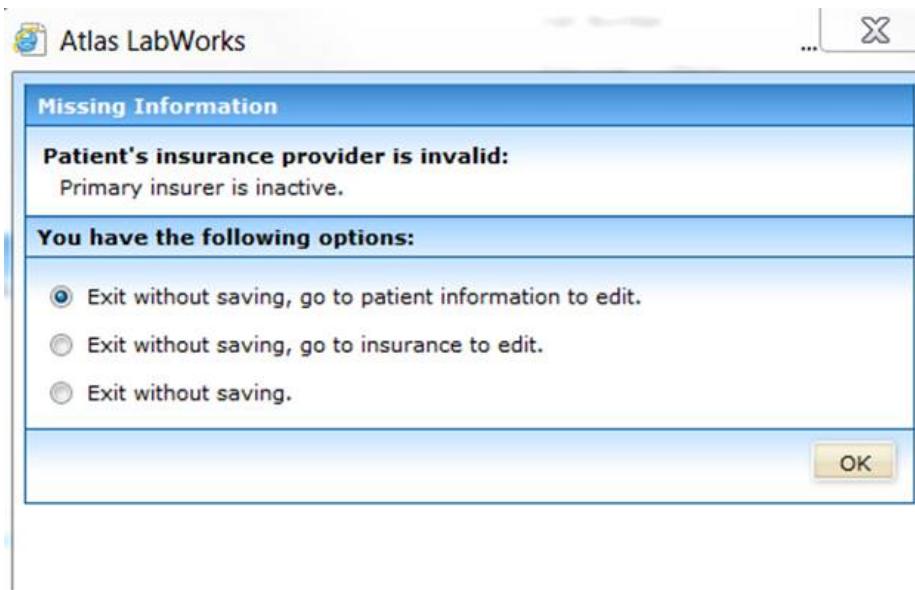 Atlas LabWorks
...
Missing Information
Patient's insurance provider is invalid:
Primary insurer is inactive.
You have the following options:
Exit without saving, go to patient information to edit.
Exit without saving, go to insurance to edit.
Exit without saving.
OK